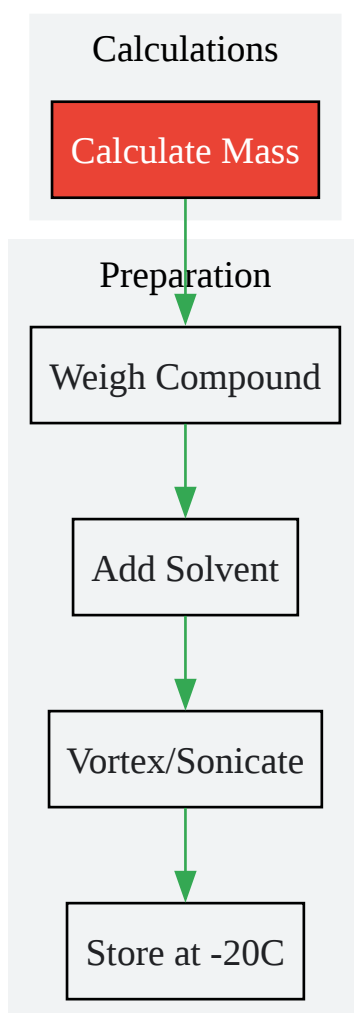 Calculations
Calculate Mass
Preparation
Weigh Compound
Add Solvent
Vortex/Sonicate
Store at -20C